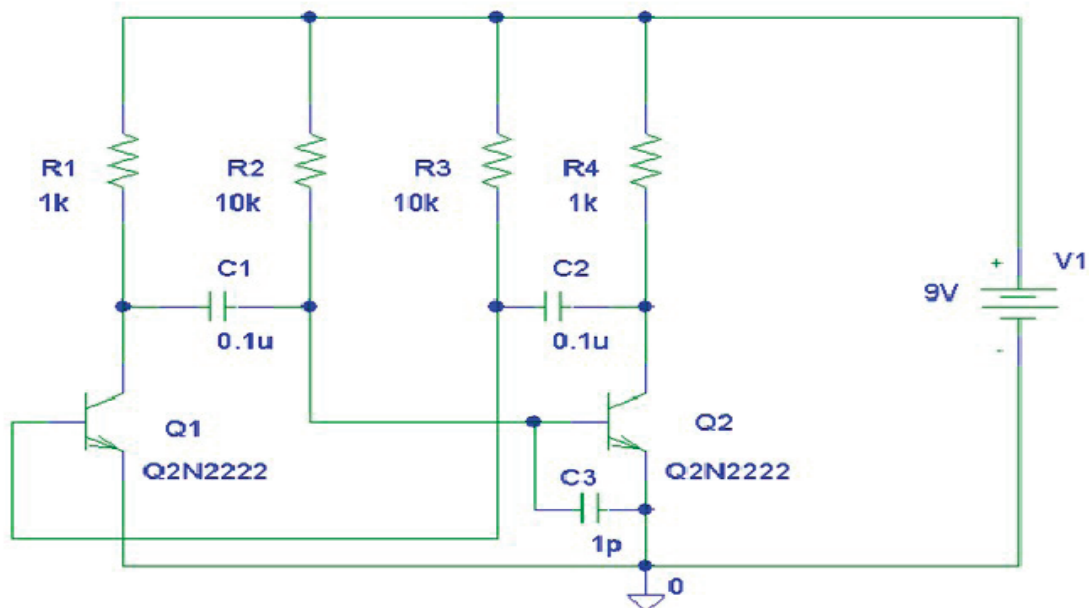 R1
1k
R2
10k
R3
10k
R4
1k
C1
0.1u
C2
0.1u
+
V1
9V
-
Q1
Q2N2222
Q2
Q2N2222
C3
1p
0